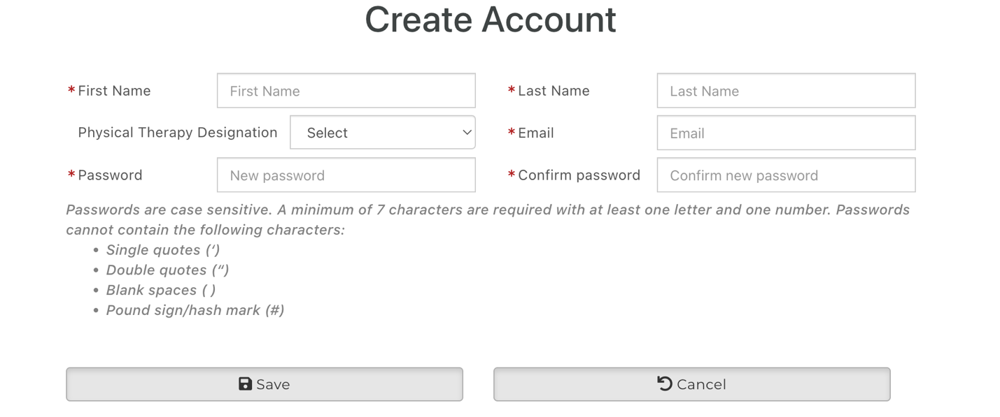 Create Account
* First Name First Name * Last Name Last Name
Physical Therapy Designation Select * Email Email
* Password New password * Confirm password Confirm new password
Passwords are case sensitive. A minimum of 7 characters are required with at least one letter and one number. Passwords
cannot contain the following characters:
• Single quotes (‘)
• Double quotes (“)
• Blank spaces ( )
• Pound sign/hash mark (#)
Save Cancel